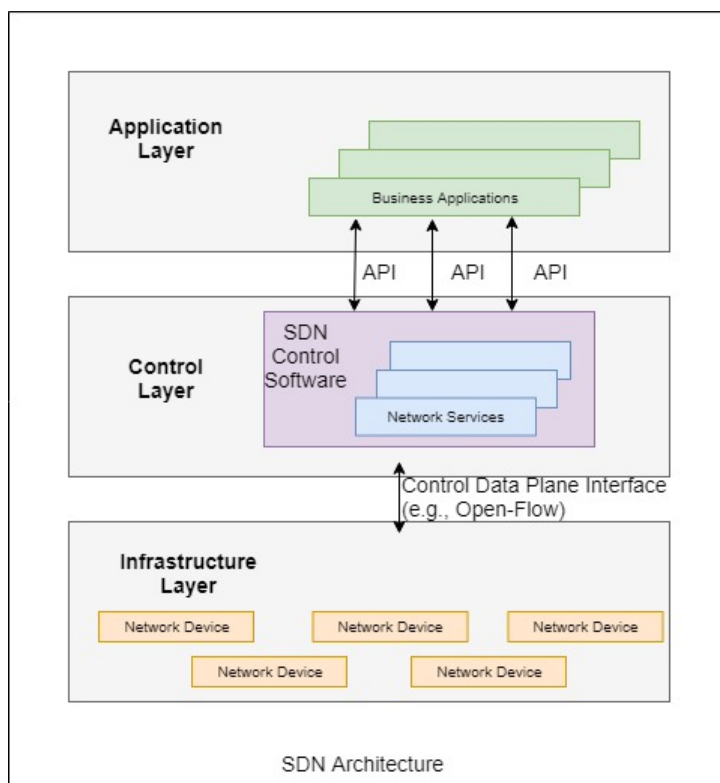 Application
Layer
Business Applications
API
API
API
SDN
Control
Software
Control
Layer
Network Services
Control Data Plane Interface
(e.g., Open-Flow)
Infrastructure
Layer
Network Device
Network Device
Network Device
Network Device
Network Device
SDN Architecture